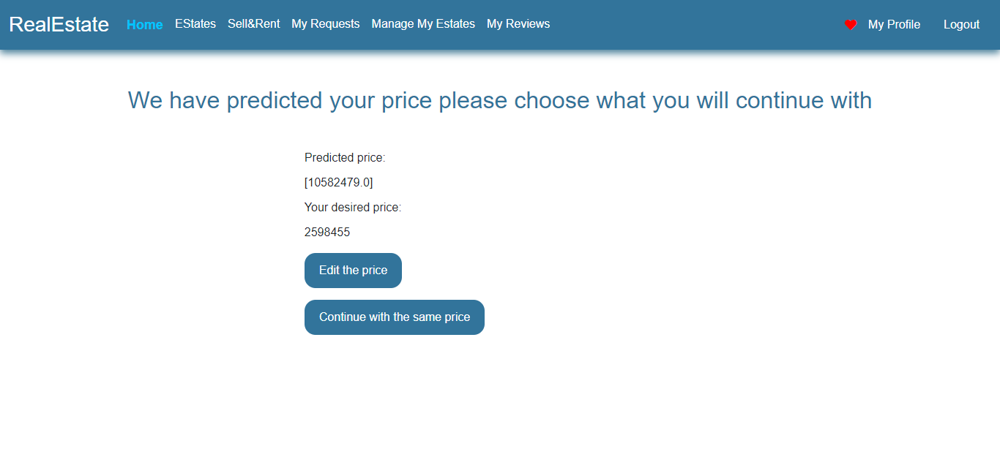 RealEstate Home EStates Sell&Rent My Requests Manage My Estates My Reviews My Profile Logout
We have predicted your price please choose what you will continue with
Predicted price:
[10582479.0]
Your desired price:
2598455
Edit the price
Continue with the same price